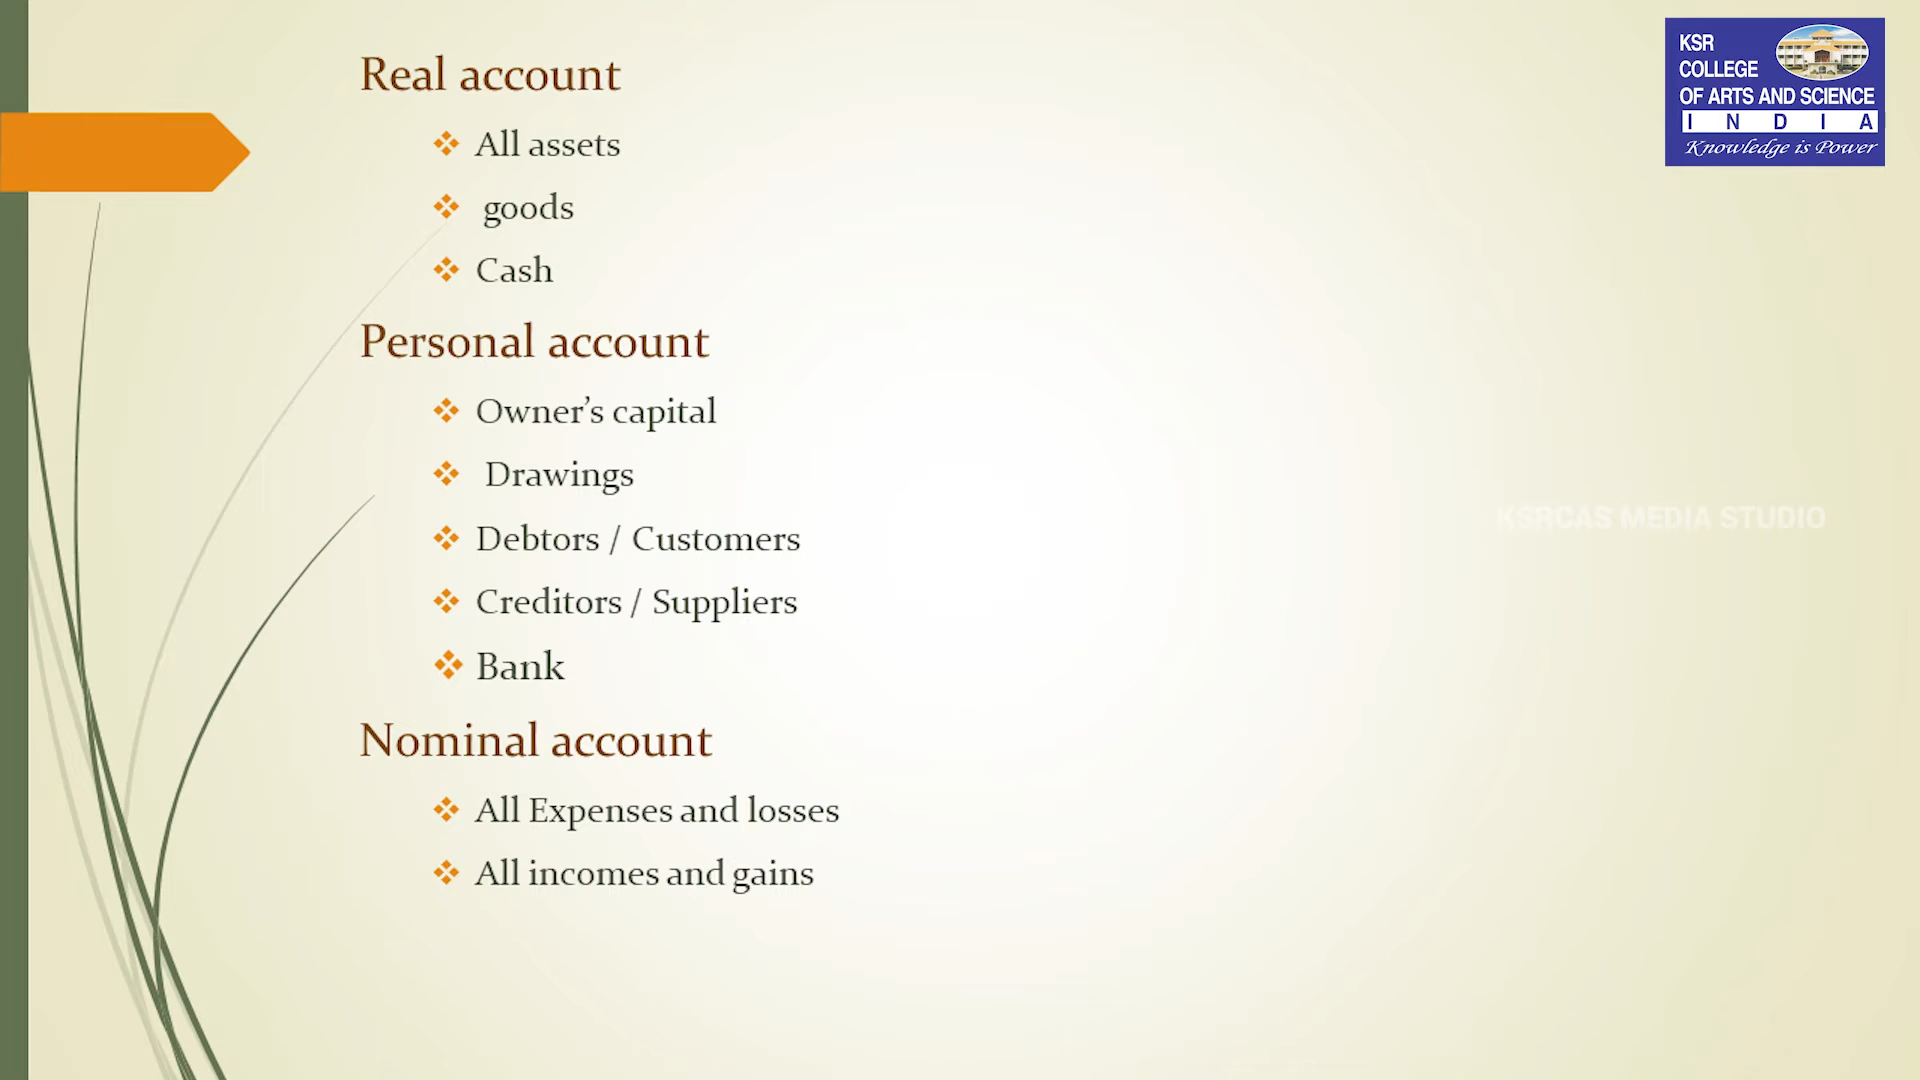 Real account
All assets
goods
Cash
Personal account
Owner’s capital
Drawings
Debtors / Customers
Creditors / Suppliers
Bank
Nominal account
All Expenses and losses
All incomes and gains
KSR
COLLEGE
OF ARTS AND SCIENCE
I N D I A
Knowledge is Power
KSRCAS MEDIA STUDIO